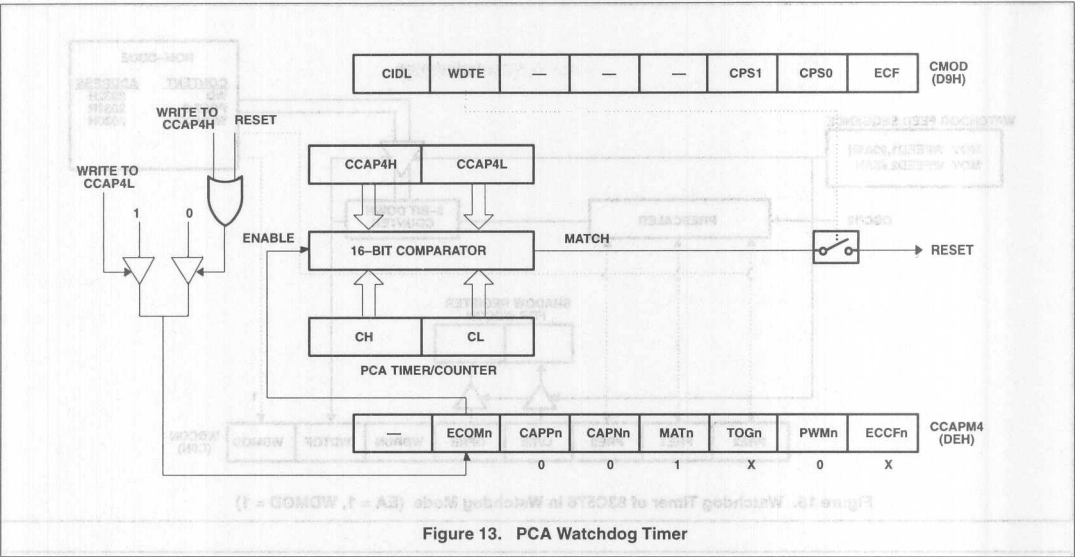 CIDL WDTE — — — CPS1 CPS0 ECF
CMOD
(D9H)
WRITE TO
CCAP4H RESET
WRITE TO
CCAP4L
1 0
CCAP4H CCAP4L
ENABLE
16–BIT COMPARATOR
MATCH
RESET
CH CL
PCA TIMER/COUNTER
— ECOMn CAPPn CAPNn MATn TOGn PWMn ECCFn
CCAPM4
(DEH)
0 0 1 X 0 X
Figure 13. PCA Watchdog Timer